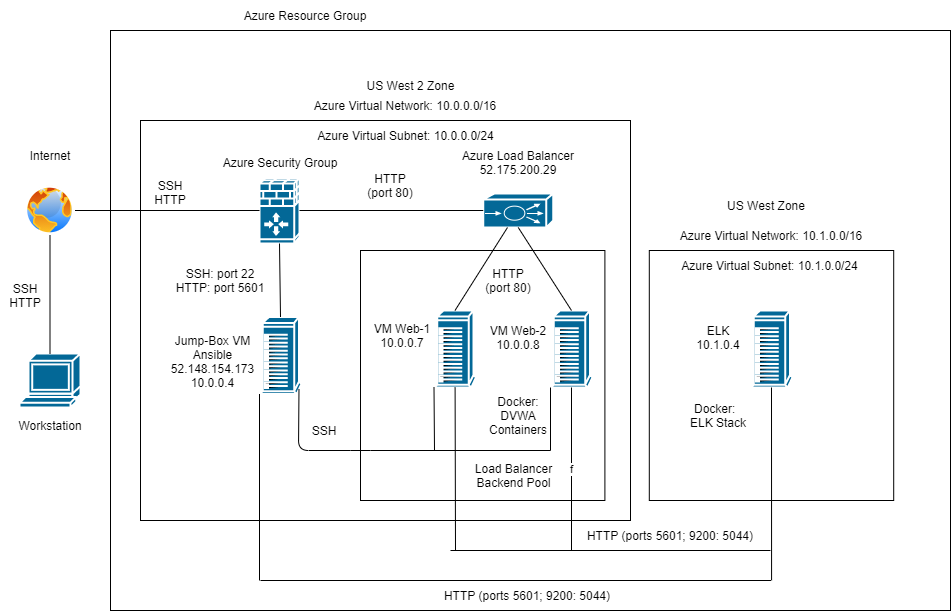 Azure Resource Group
US West 2 Zone
Azure Virtual Network: 10.0.0.0/16
Azure Virtual Subnet: 10.0.0.0/24
Internet
Azure Security Group
Azure Load Balancer
52.175.200.29
SSH
HTTP
HTTP
(port 80)
US West Zone
Azure Virtual Network: 10.1.0.0/16
Azure Virtual Subnet: 10.1.0.0/24
SSH
HTTP
SSH: port 22
HTTP: port 5601
HTTP
(port 80)
Jump-Box VM
Ansible
52.148.154.173
10.0.0.4
VM Web-1
10.0.0.7
VM Web-2
10.0.0.8
ELK
10.1.0.4
Workstation
SSH
Docker:
DVWA
Containers
Docker:
ELK Stack
Load Balancer
Backend Pool
f
HTTP (ports 5601; 9200: 5044)
HTTP (ports 5601; 9200: 5044)